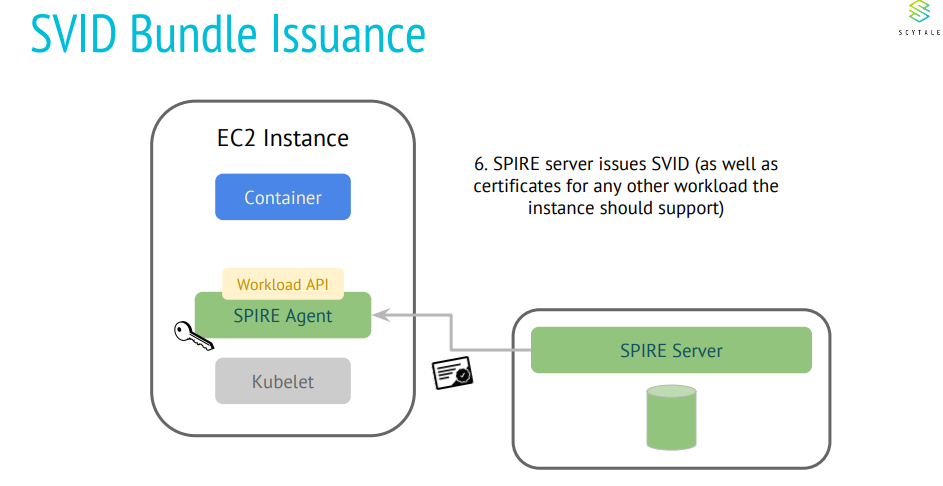 SVID Bundle Issuance
SCYTALE
EC2 Instance
Container
Workload API
SPIRE Agent
Kubelet
6. SPIRE server issues SVID (as well as
certificates for any other workload the
instance should support)
SPIRE Server